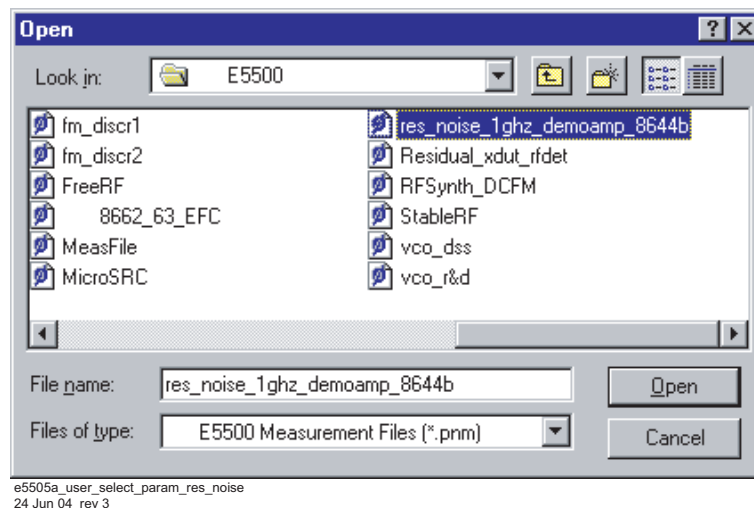 Open
Look in: E5500
fm_discr1
fm_discr2
FreeRF
8662_63_EFC
MeasFile
MicroSRC
res_noise_1ghz_demoamp_8644b
Residual_xdut_rfdet
RFSynth_DCFM
StableRF
vco_dss
vco_r&d
File name: res_noise_1ghz_demoamp_8644b Open
Files of type: E5500 Measurement Files (*.pnm) Cancel
e5505a_user_select_param_res_noise
24 Jun 04 rev 3